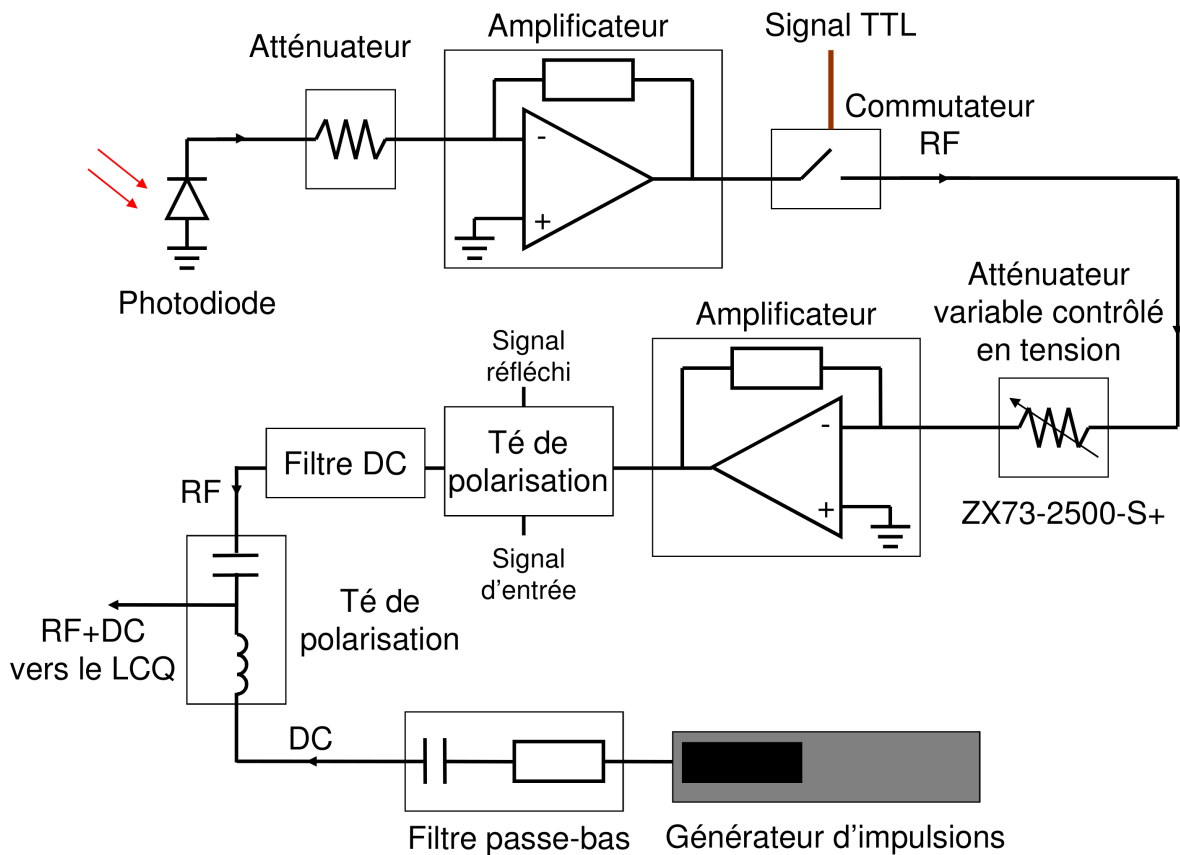 Atténuateur
Amplificateur
Signal TTL
Commutateur
RF
-
+
Photodiode
Atténuateur
variable contrôlé
en tension
Amplificateur
Signal
réfléchi
-
+
ZX73-2500-S+
Té de
polarisation
Filtre DC
RF
Signal
d'entrée
Té de
polarisation
RF+DC
vers le LCQ
DC
Filtre passe-bas
Générateur d'impulsions